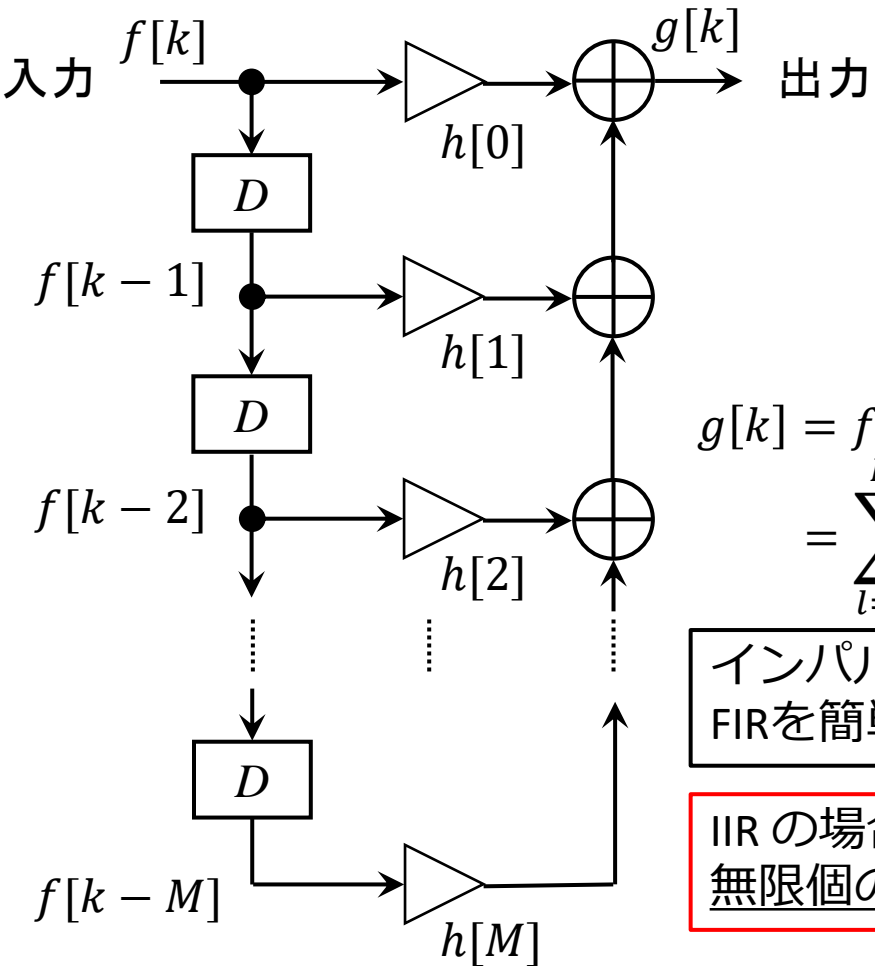 入力
f[k]
g[k]
出力
h[0]
D
f[k − 1]
h[1]
D
f[k − 2]
h[2]
D
f[k − M]
h[M]
g[k] = f
= ∑
l=
インパル
FIRを簡単
IIR の場合
無限個の